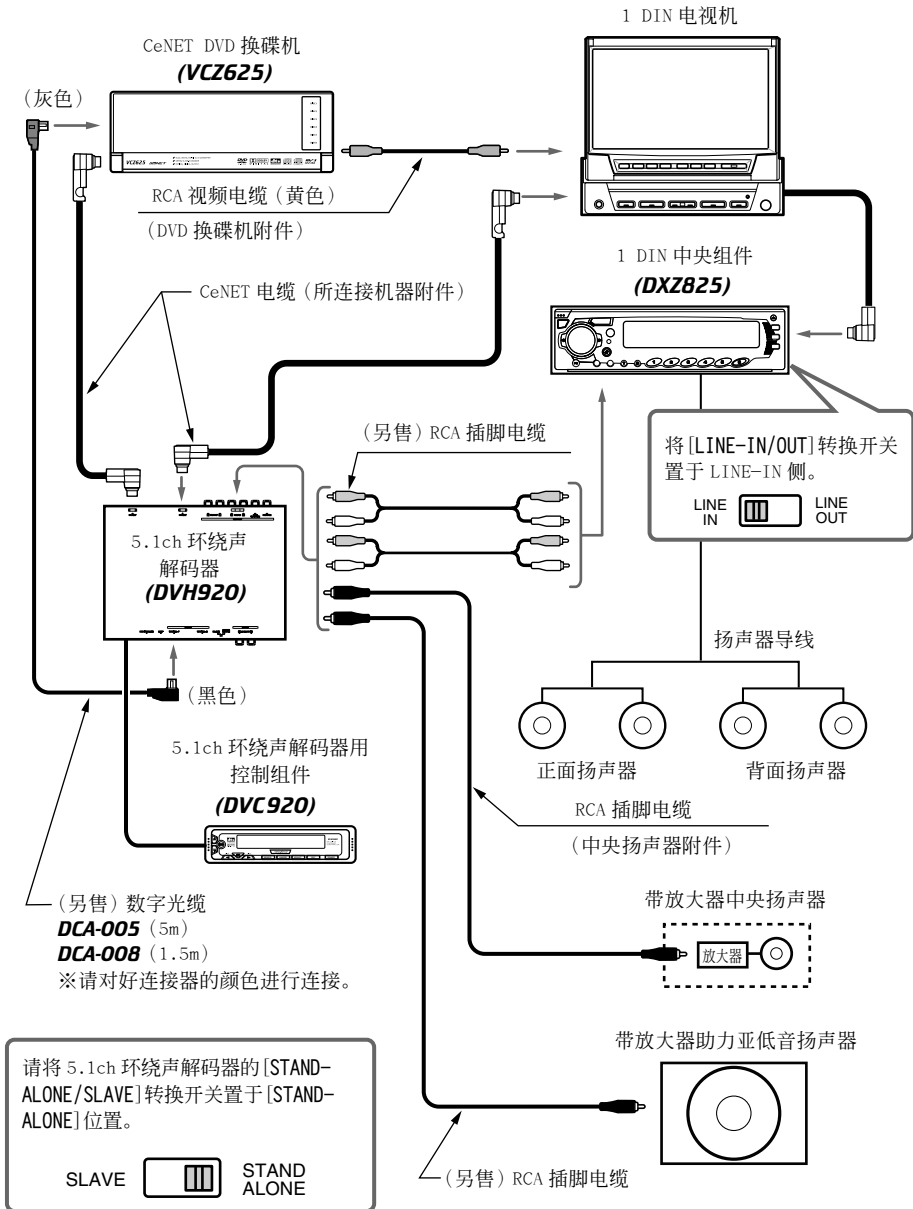 1 DIN 电视机
CeNET DVD 换碟机
(VCZ625)
（灰色）
VCZ625
RCA 视频电缆（黄色）
（DVD 换碟机附件）
1 DIN 中央组件
(DXZ825)
CeNET 电缆（所连接机器附件）
（另售）RCA 插脚电缆
将[LINE-IN/OUT]转换开关
置于 LINE-IN 侧。
LINE IN
LINE OUT
5.1ch 环绕声
解码器
(DVH920)
扬声器导线
（黑色）
正面扬声器
背面扬声器
5.1ch 环绕声解码器用
控制组件
(DVC920)
RCA 插脚电缆
（中央扬声器附件）
（另售）数字光缆
DCA-005（5m）
DCA-008（1.5m）
※请对好连接器的颜色进行连接。
带放大器中央扬声器
放大器
带放大器助力亚低音扬声器
请将 5.1ch 环绕声解码器的[STAND-
ALONE/SLAVE]转换开关置于[STAND-
ALONE]位置。
SLAVE
STAND ALONE
（另售）RCA 插脚电缆